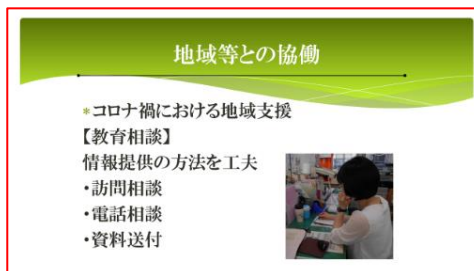 地域等との協働
*コロナ禍における地域支援
【教育相談】
情報提供の方法を工夫
・訪問相談
・電話相談
・資料送付